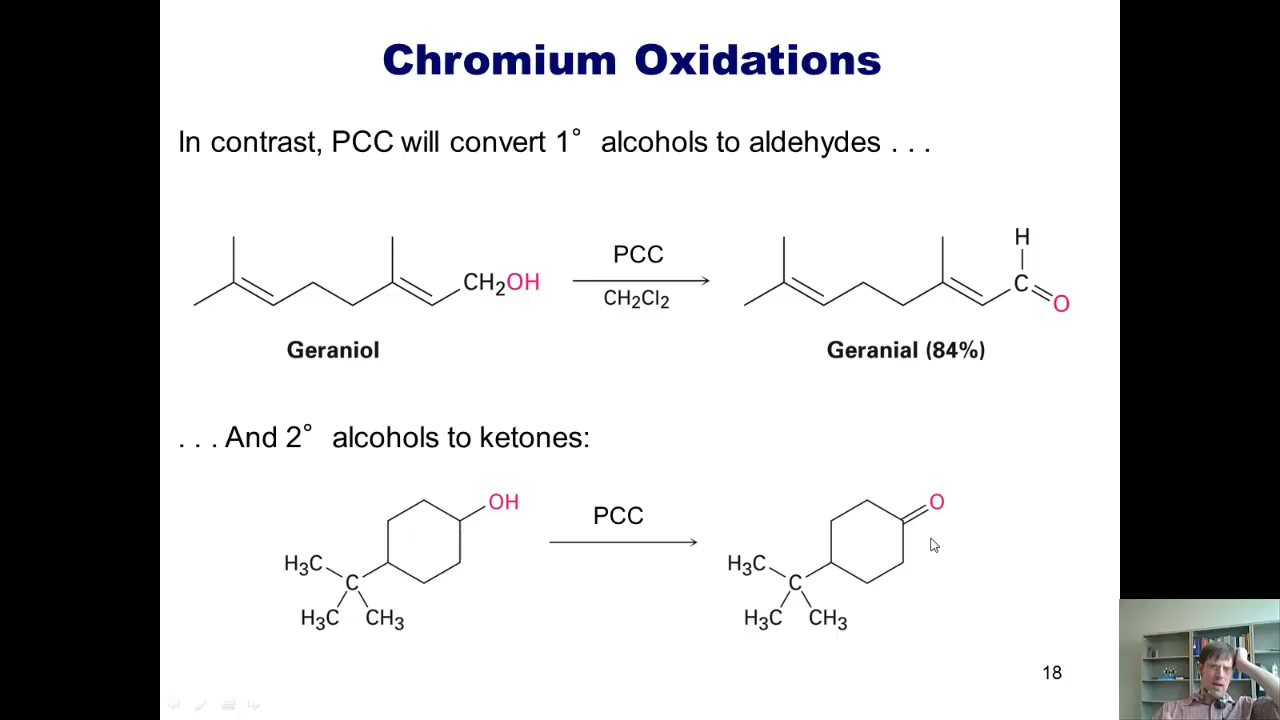 Chromium Oxidations
In contrast, PCC will convert 1° alcohols to aldehydes . . .
H
PCC
CH2OH
C
CH2Cl2
O
Geraniol
Geranial (84%)
. . . And 2° alcohols to ketones:
OH
PCC
O
H3C
C
H3C CH3
H3C
C
H3C CH3
18